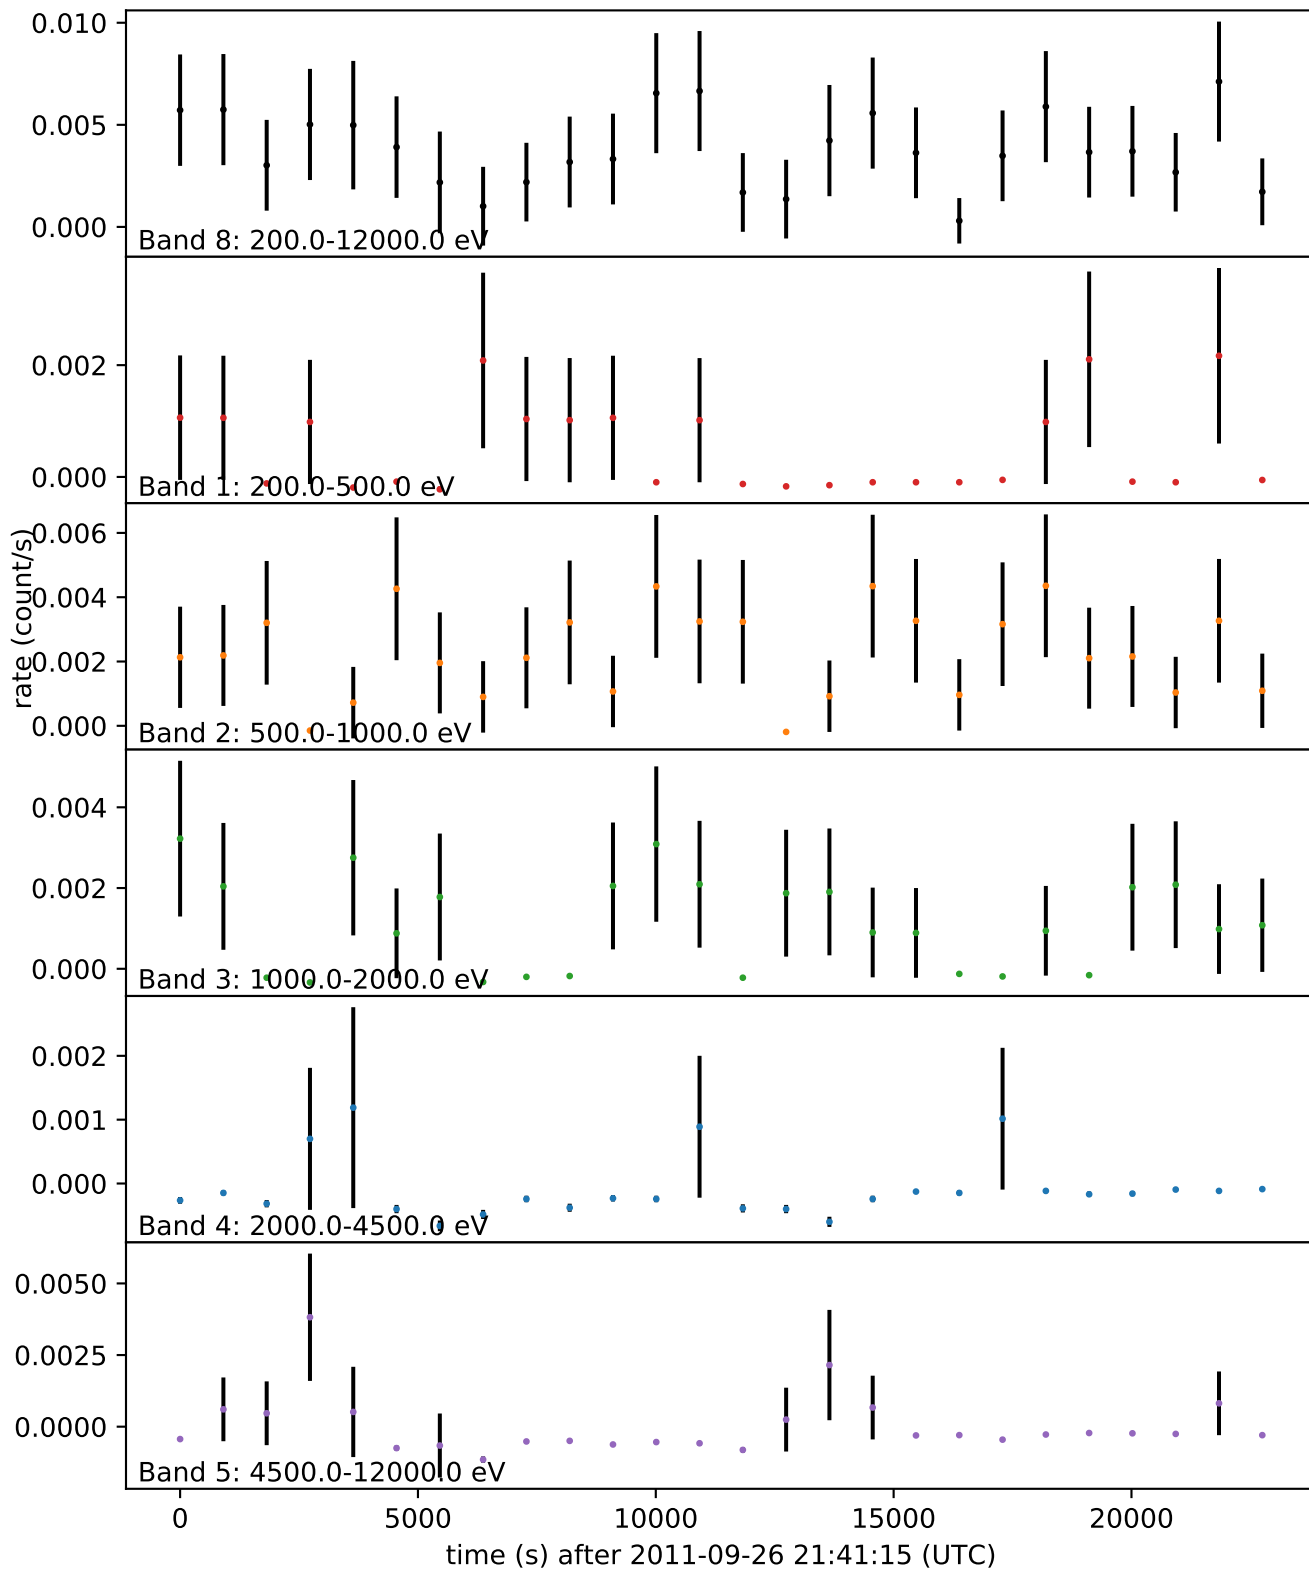 0.010
0.005
0.000
Band 8: 200.0-12000.0 eV
0.002
0.000
Band 1: 200.0-500.0 eV
rate (count/s)
0.006
0.004
0.002
0.000
Band 2: 500.0-1000.0 eV
0.004
0.002
0.000
Band 3: 1000.0-2000.0 eV
0.002
0.001
0.000
Band 4: 2000.0-4500.0 eV
0.0050
0.0025
0.0000
Band 5: 4500.0-12000.0 eV
0 5000 10000 15000 20000
time (s) after 2011-09-26 21:41:15 (UTC)